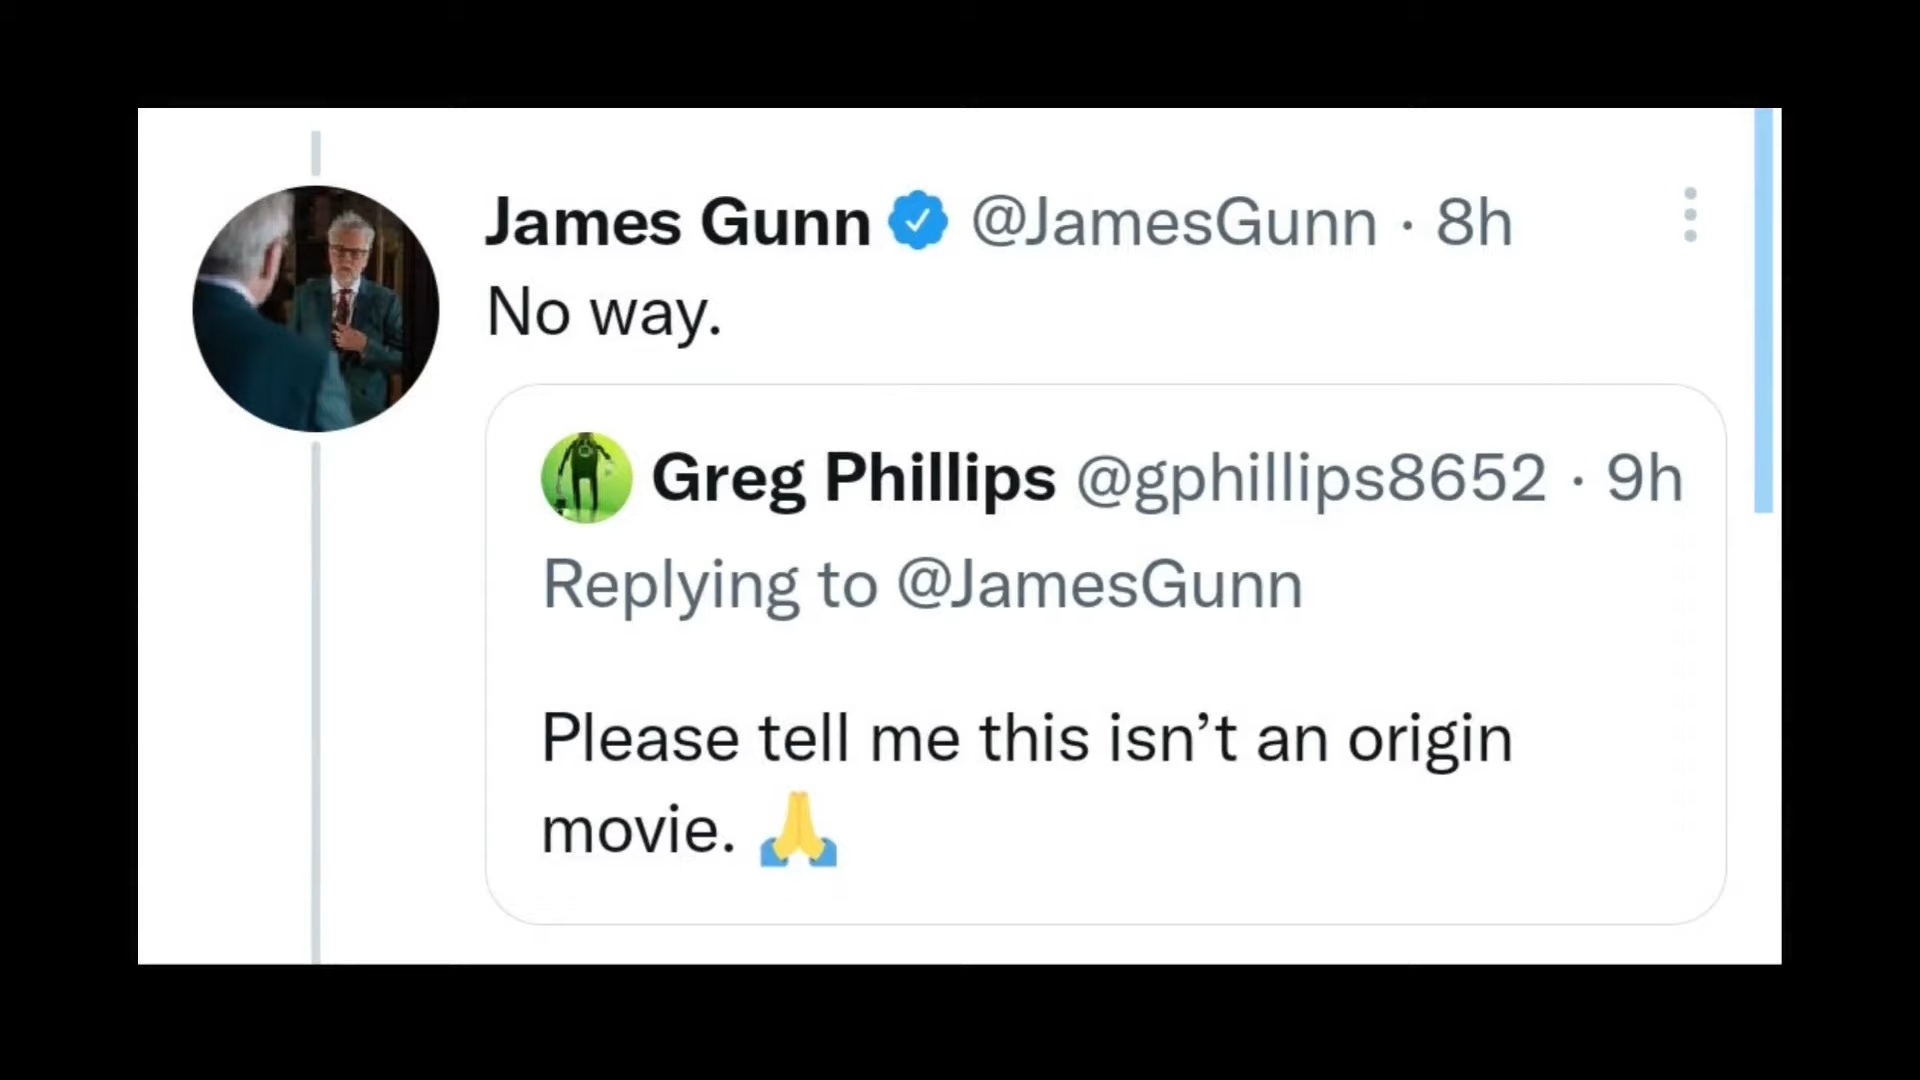 James Gunn @JamesGunn · 8h
No way.
Greg Phillips @gphillips8652 · 9h
Replying to @JamesGunn
Please tell me this isn’t an origin
movie. 🙏